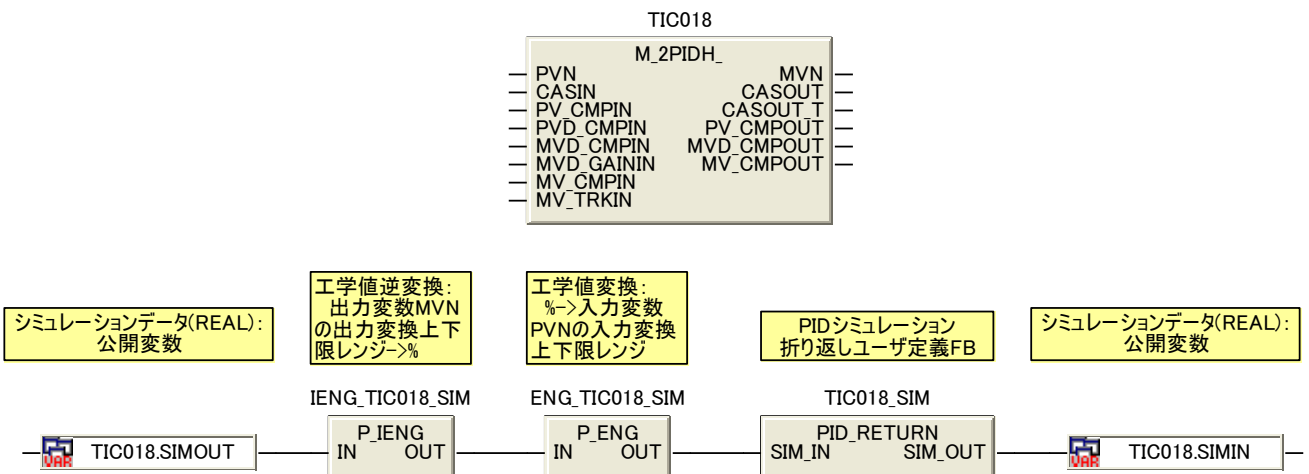 TIC018
M_2PIDH_
PVN MVN
CASIN CASOUT
PV_CMPIN CASOUT_T
PVD_CMPIN PV_CMPOUT
MVD_CMPIN MVD_CMPOUT
MVD_GAININ MV_CMPOUT
MV_CMPIN
MV_TRKIN
シミュレーションデータ(REAL):
公開変数
工学値逆変換:
出力変数MVN
の出力変換上下
限レンジ->%
工学値変換:
%->入力変数
PVNの入力変換
上下限レンジ
PIDシミュレーション
折り返しユーザ定義FB
シミュレーションデータ(REAL):
公開変数
IENG_TIC018_SIM
ENG_TIC018_SIM
TIC018_SIM
VAR TIC018.SIMOUT
P_IENG
IN OUT
P_ENG
IN OUT
PID_RETURN
SIM_IN SIM_OUT
VAR TIC018.SIMIN